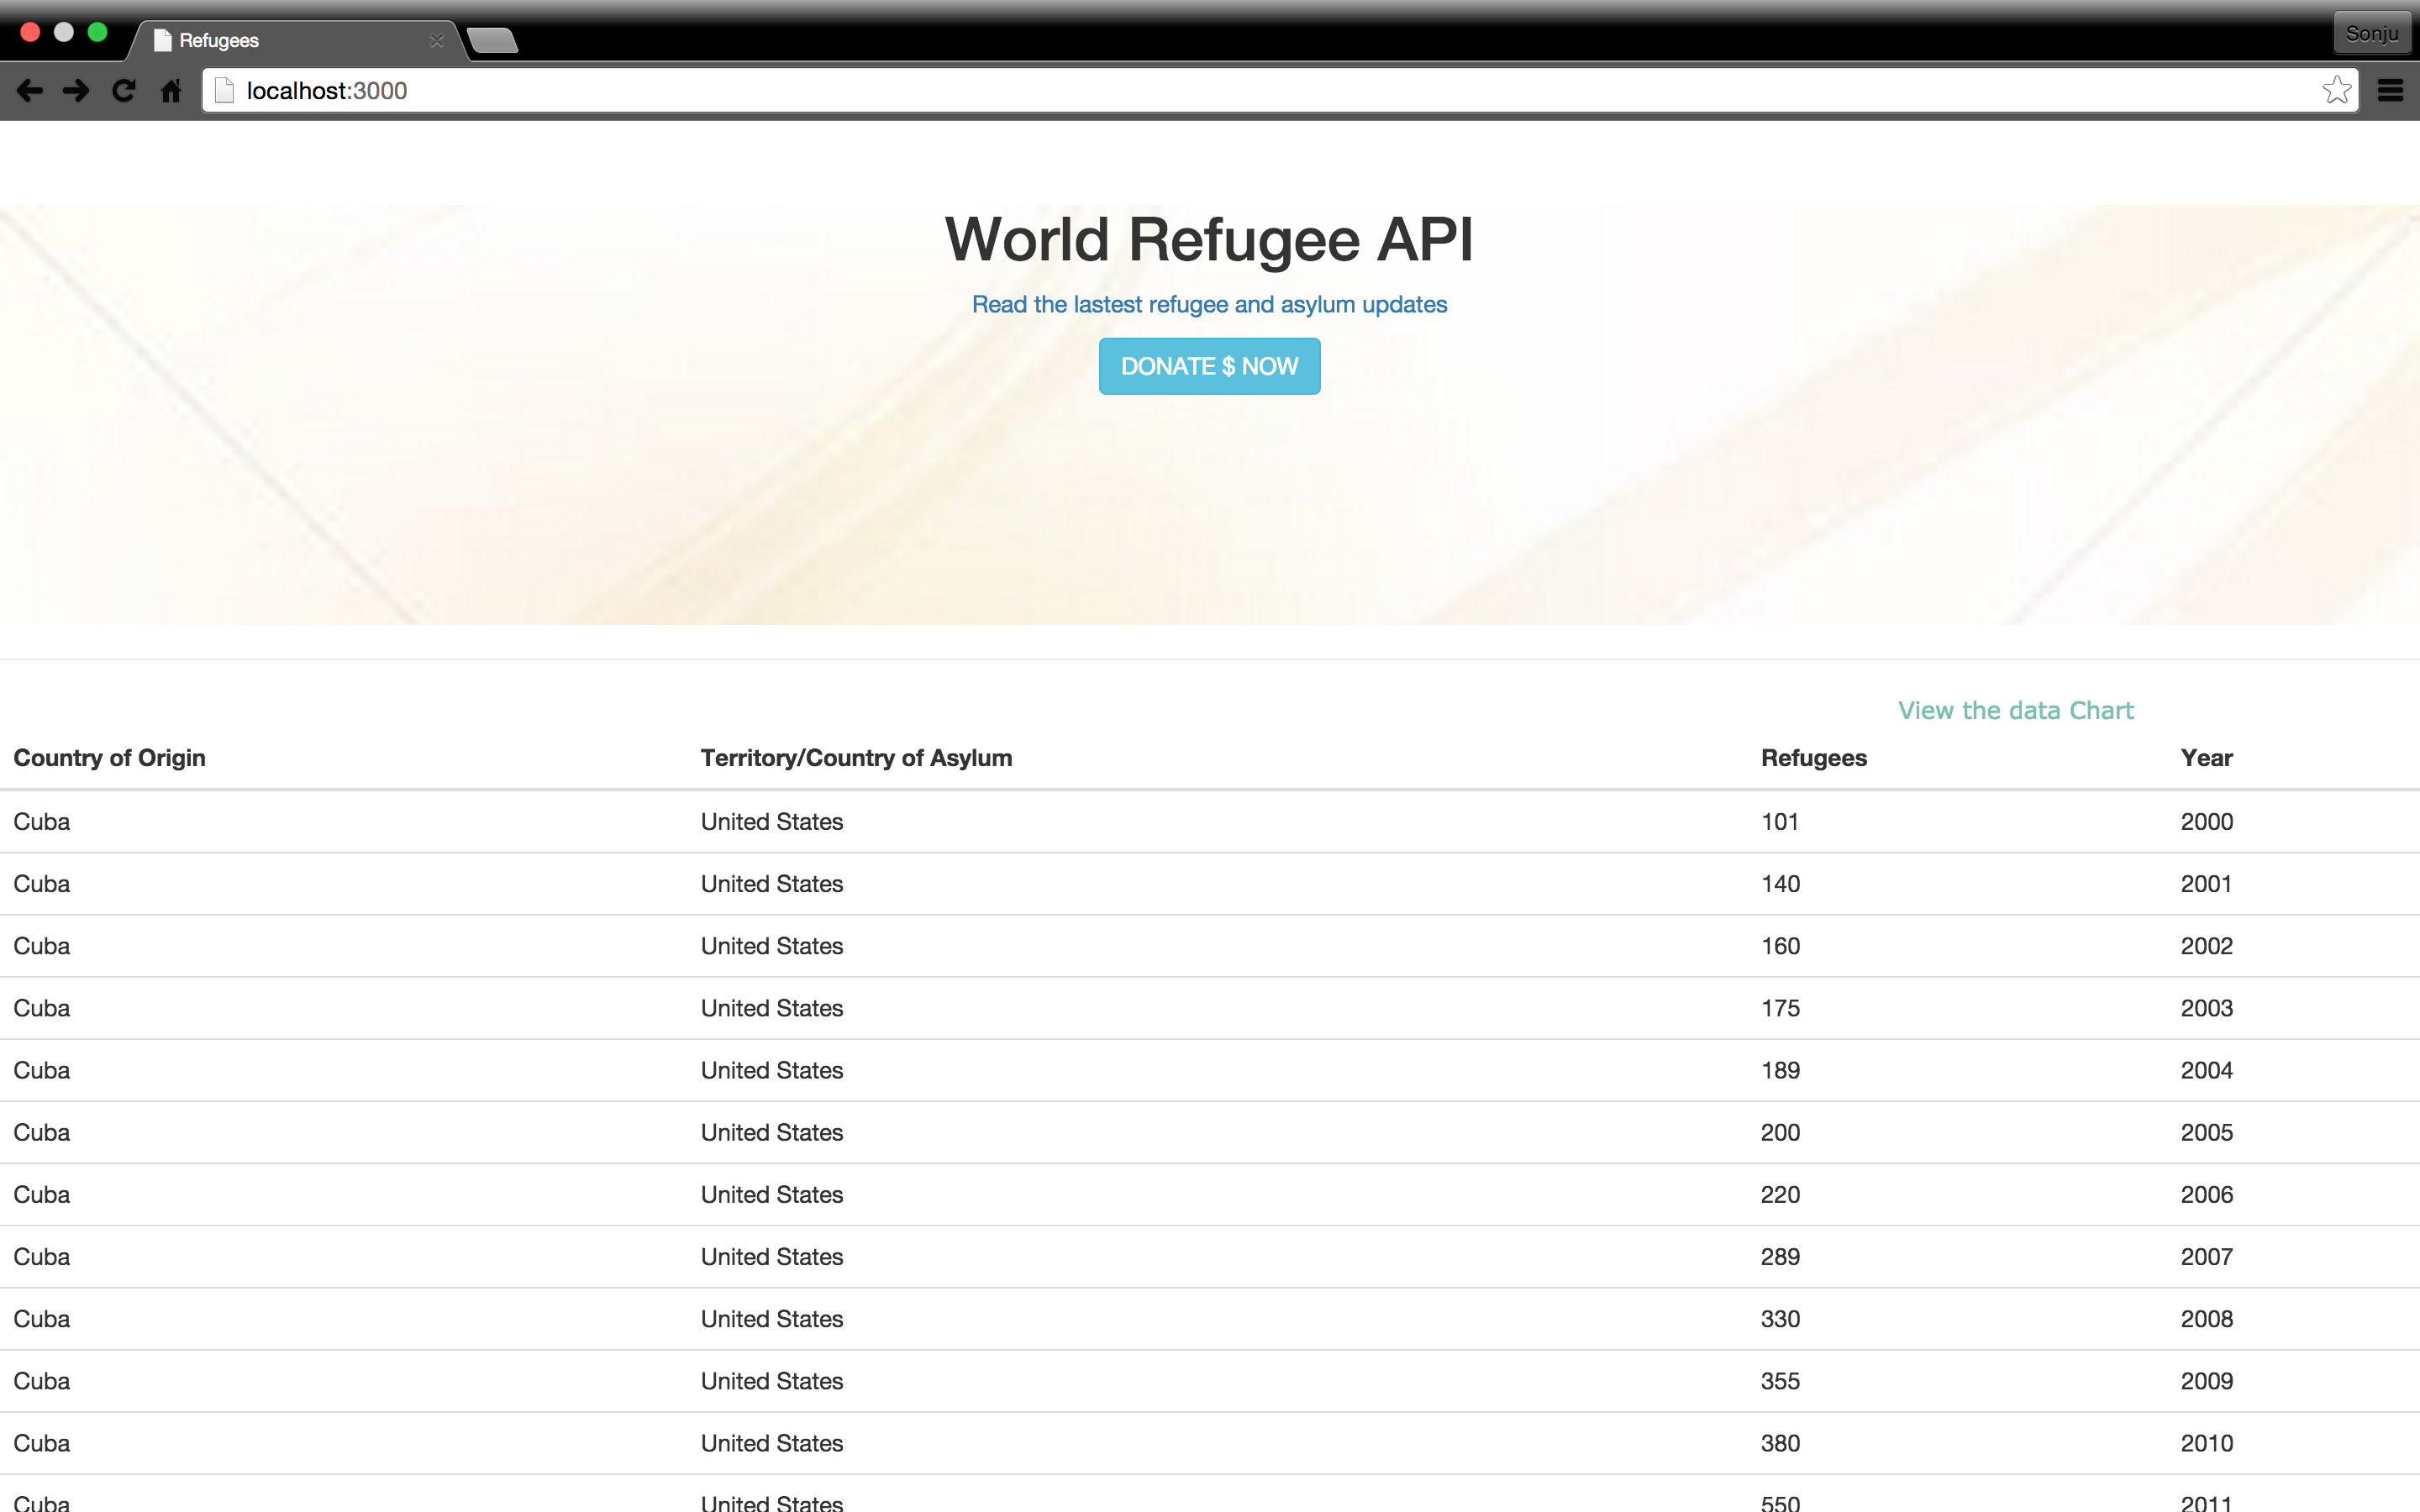 Refugees
Sonju
localhost:3000
World Refugee API
Read the lastest refugee and asylum updates
DONATE $ NOW
View the data Chart
Country of Origin Territory/Country of Asylum Refugees Year
Cuba United States 101 2000
Cuba United States 140 2001
Cuba United States 160 2002
Cuba United States 175 2003
Cuba United States 189 2004
Cuba United States 200 2005
Cuba United States 220 2006
Cuba United States 289 2007
Cuba United States 330 2008
Cuba United States 355 2009
Cuba United States 380 2010
Cuba United States 550 2011